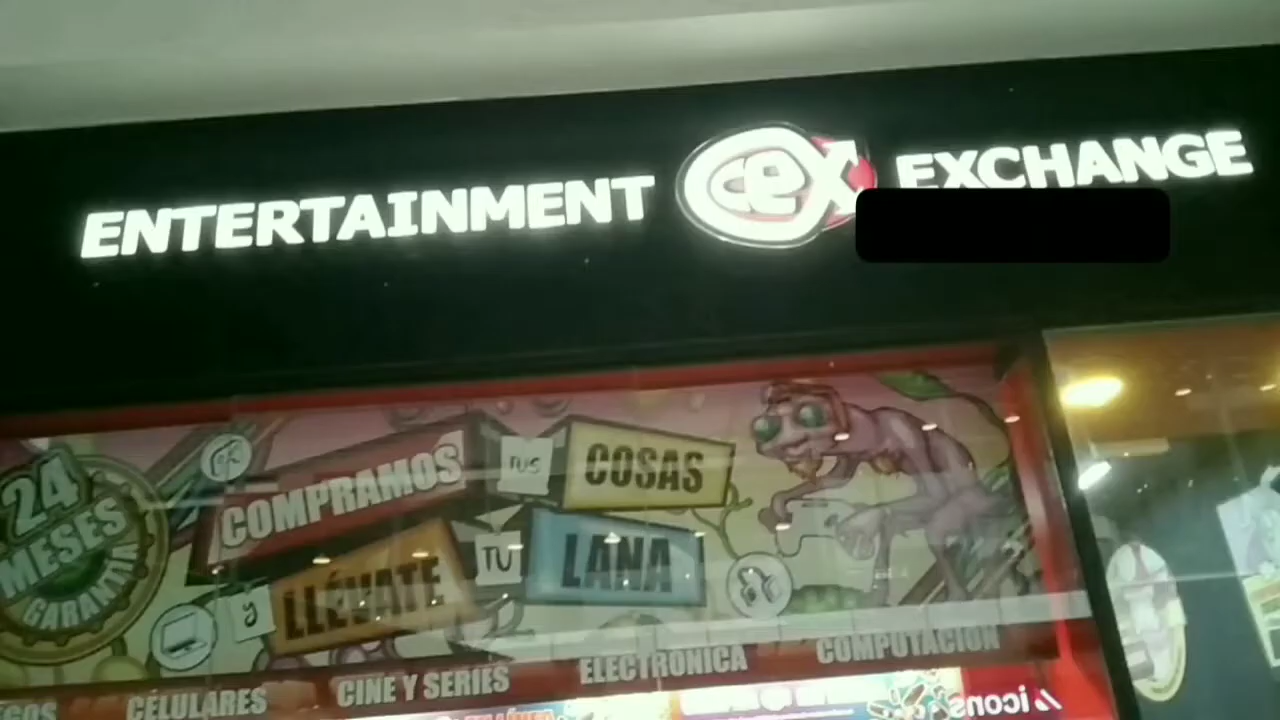 ENTERTAINMENT cex EXCHANGE
24 MESES GARANTIA
COMPRAMOS TUS COSAS
y LLÉVATE TU LANA
CÉLULARES CINE Y SERIES ELECTRÓNICA COMPUTACIÓN
icons